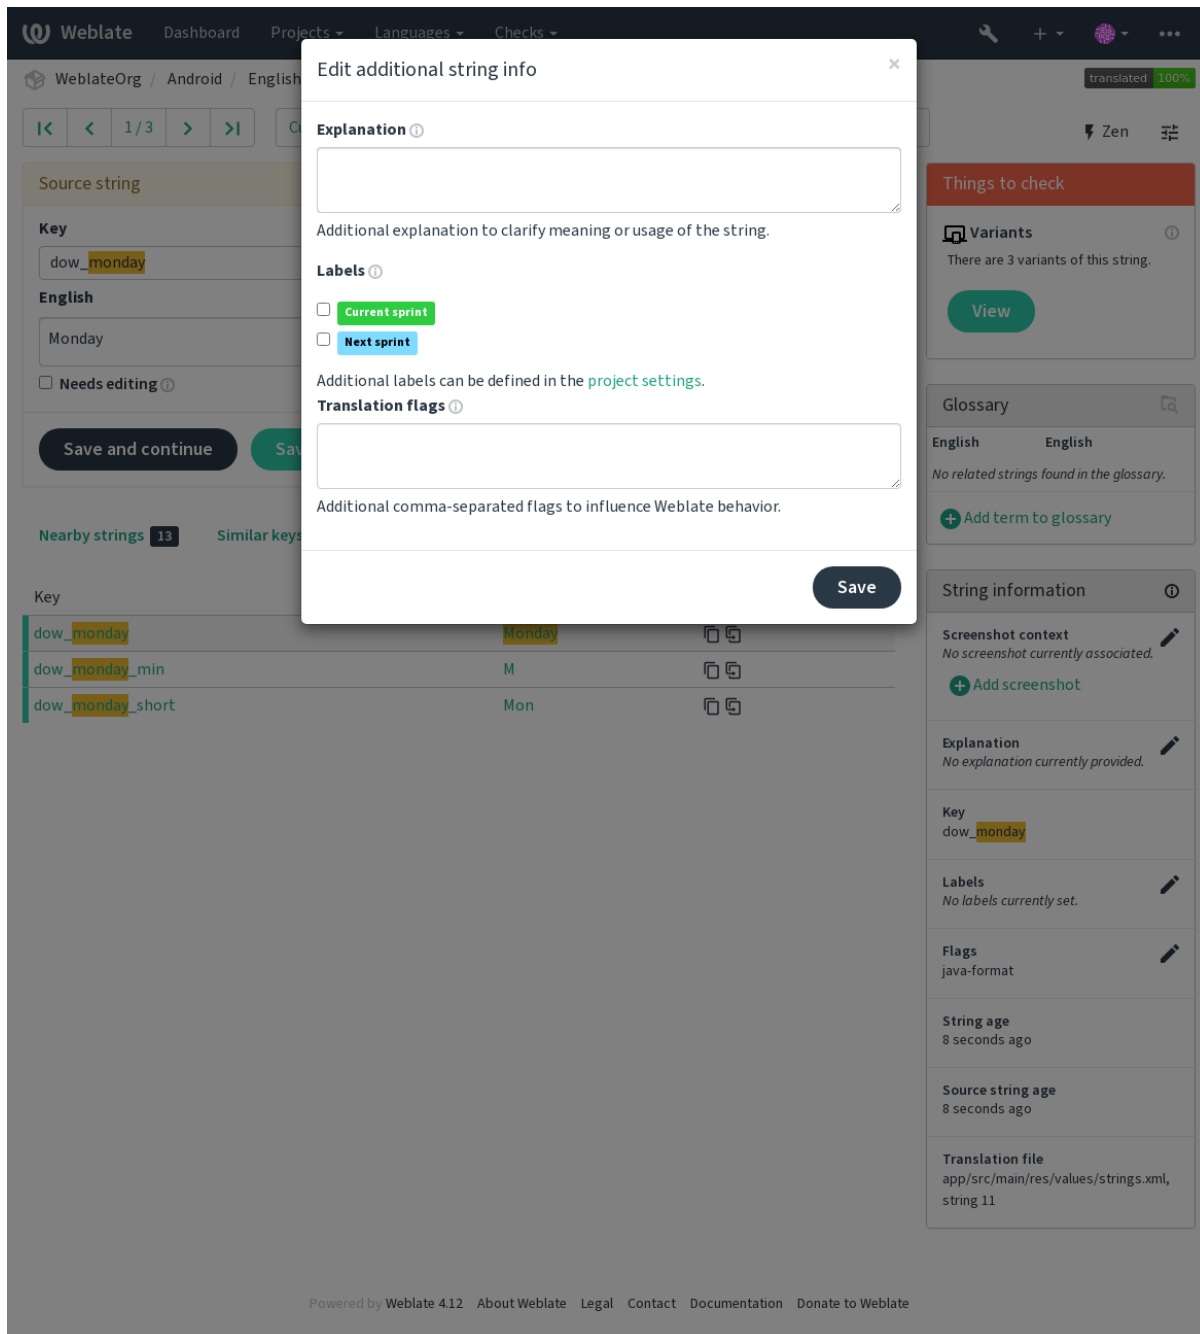 Weblate Dashboard Projects Languages Checks
WeblateOrg / Android / English
translated 100%
1 / 3
Zen
Edit additional string info
×
Explanation
Additional explanation to clarify meaning or usage of the string.
Labels
Current sprint
Next sprint
Additional labels can be defined in the project settings.
Translation flags
Additional comma-separated flags to influence Weblate behavior.
Save
Source string
Key
dow_monday
English
Monday
Needs editing
Save and continue
Nearby strings 13 Similar keys
Key
dow_monday Monday
dow_monday_min M
dow_monday_short Mon
Things to check
Variants
There are 3 variants of this string.
View
Glossary
English English
No related strings found in the glossary.
Add term to glossary
String information
Screenshot context
No screenshot currently associated.
Add screenshot
Explanation
No explanation currently provided.
Key
dow_monday
Labels
No labels currently set.
Flags
java-format
String age
8 seconds ago
Source string age
8 seconds ago
Translation file
app/src/main/res/values/strings.xml,
string 11
Powered by Weblate 4.12 About Weblate Legal Contact Documentation Donate to Weblate